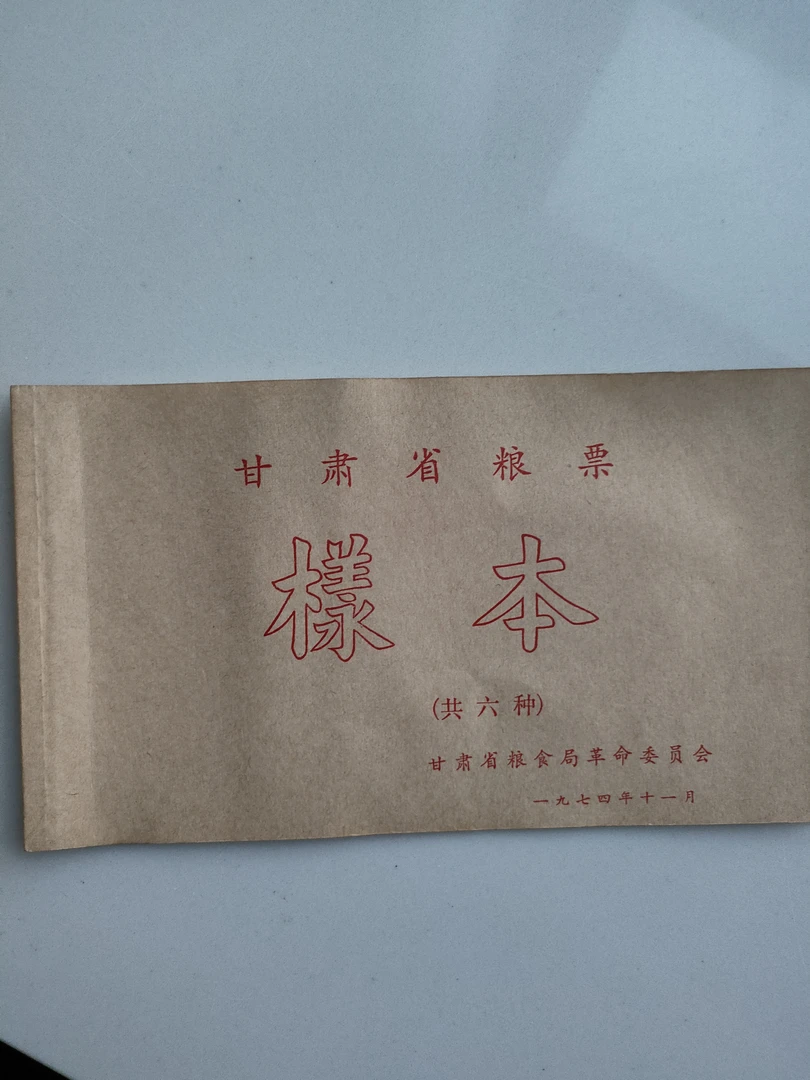 甘肃省粮票
樣本
(共六种)
甘肃省粮食局革命委员会
一九七四年十一月